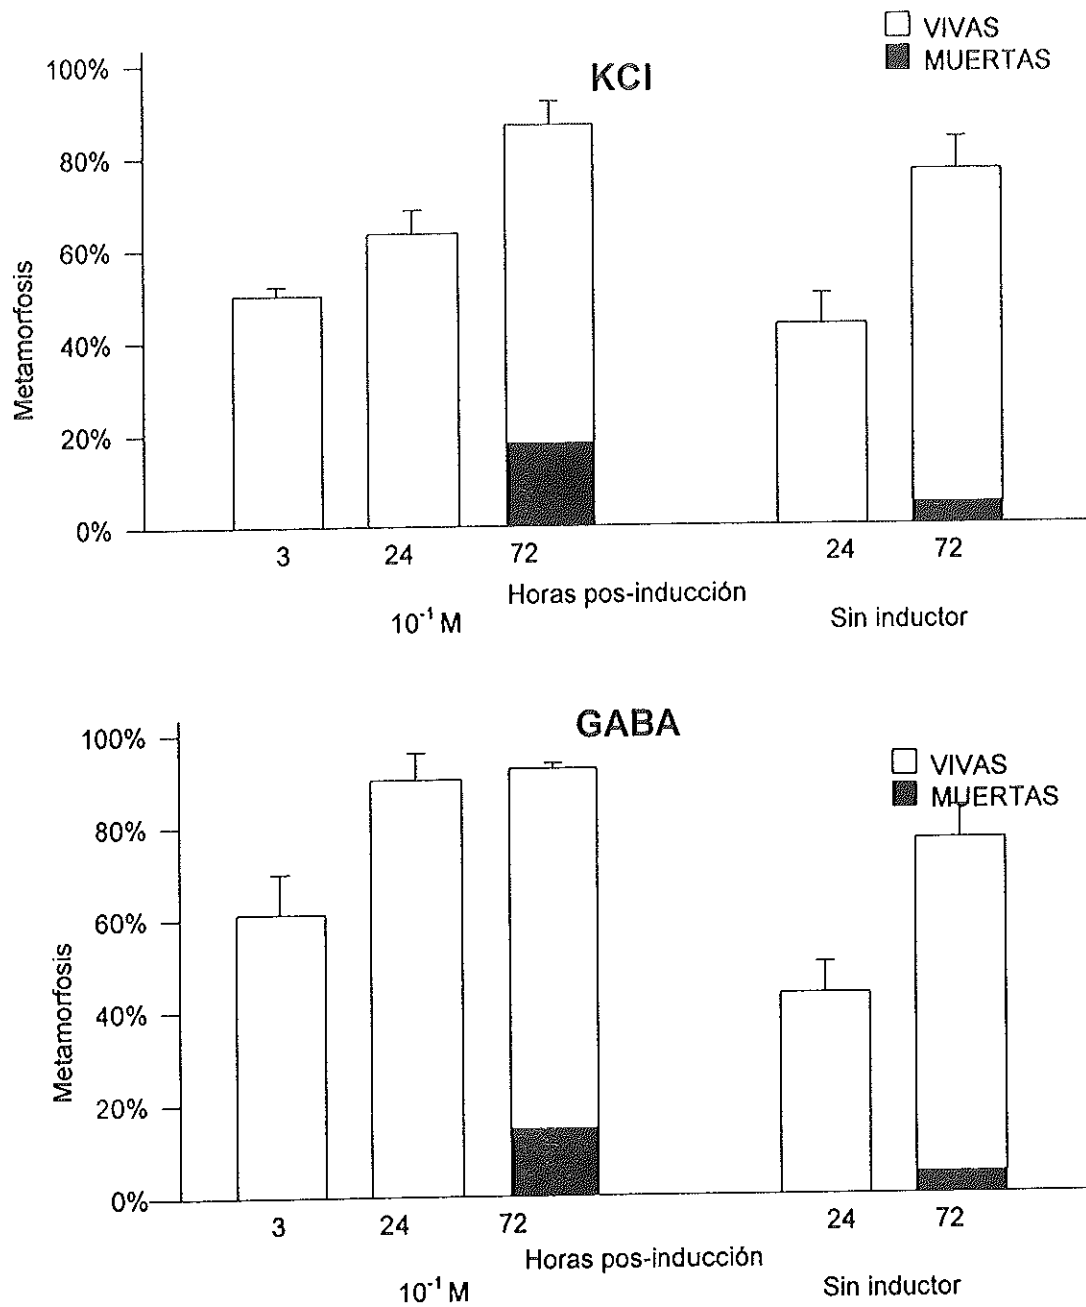 VIVAS
MUERTAS
KCl
100%
80%
60%
40%
20%
0%
Metamorfosis
3 24 72 24 72
Horas pos-inducción
10⁻¹ M Sin inductor
GABA
VIVAS
MUERTAS
100%
80%
60%
40%
20%
0%
Metamorfosis
3 24 72 24 72
Horas pos-inducción
10⁻¹ M Sin inductor